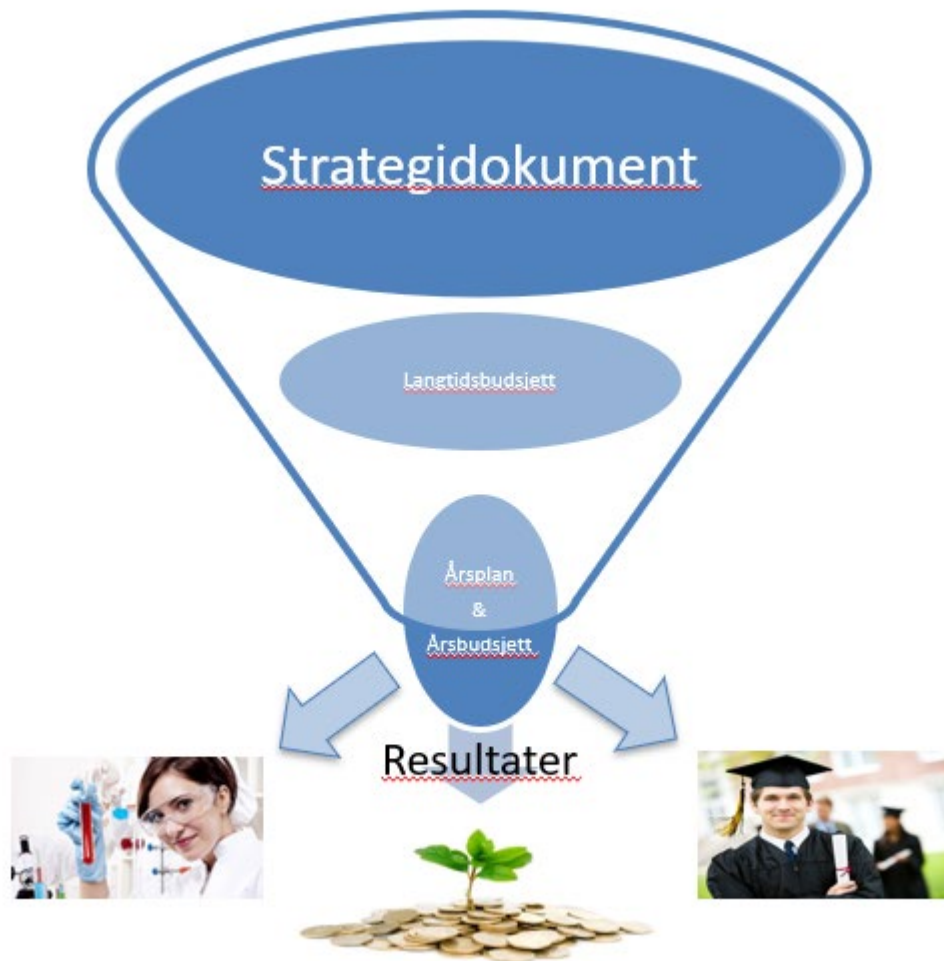 Strategidokument
Langtidsbudsjett
Årsplan
&
Årsbudsjett
Resultater